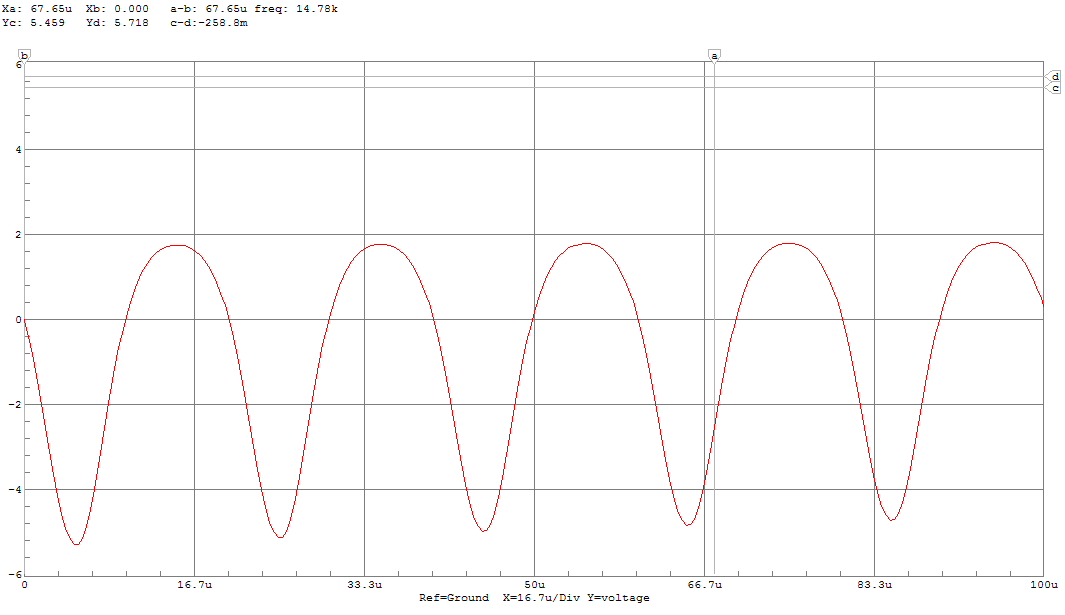 Xa: 67.65u Xb: 0.000 a-b: 67.65u freq: 14.78k
Yc: 5.459 Yd: 5.718 c-d:-258.8m
b a
6
d
c
4
2
0
-2
-4
-6
0 16.7u 33.3u 50u 66.7u 83.3u 100u
Ref=Ground X=16.7u/Div Y=voltage